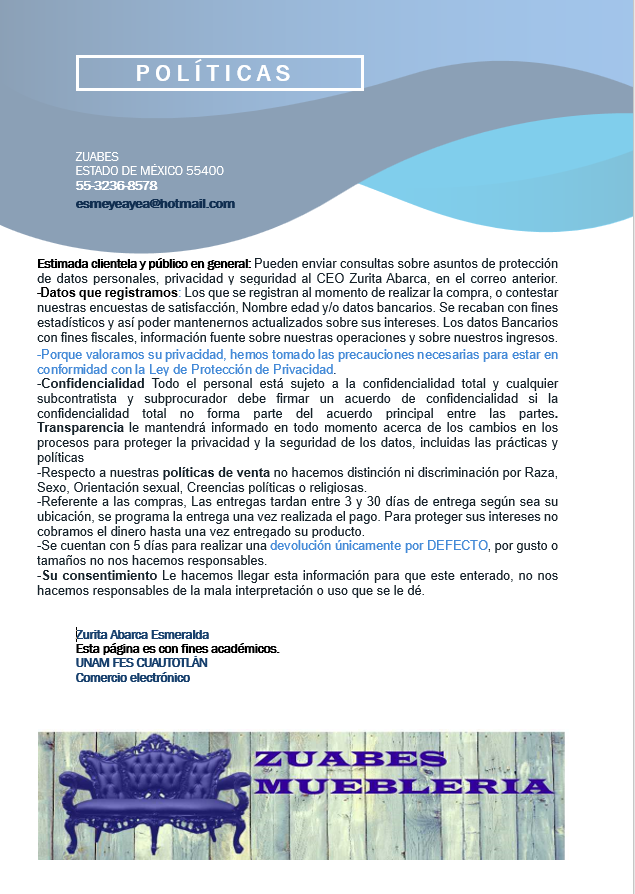 POLÍTICAS
ZUABES
ESTADO DE MÉXICO 55400
55-3236-8578
esmeyeayea@hotmail.com
Estimada clientela y público en general: Pueden enviar consultas sobre asuntos de protección
de datos personales, privacidad y seguridad al CEO Zurita Abarca, en el correo anterior.
-Datos que registramos: Los que se registran al momento de realizar la compra, o contestar
nuestras encuestas de satisfacción, Nombre edad y/o datos bancarios. Se recaban con fines
estadísticos y así poder mantenernos actualizados sobre sus intereses. Los datos Bancarios
con fines fiscales, información fuente sobre nuestras operaciones y sobre nuestros ingresos.
-Porque valoramos su privacidad, hemos tomado las precauciones necesarias para estar en
conformidad con la Ley de Protección de Privacidad.
-Confidencialidad Todo el personal está sujeto a la confidencialidad total y cualquier
subcontratista y subprocurador debe firmar un acuerdo de confidencialidad si la
confidencialidad total no forma parte del acuerdo principal entre las partes.
Transparencia le mantendrá informado en todo momento acerca de los cambios en los
procesos para proteger la privacidad y la seguridad de los datos, incluidas las prácticas y
políticas
-Respecto a nuestras políticas de venta no hacemos distinción ni discriminación por Raza,
Sexo, Orientación sexual, Creencias políticas o religiosas.
-Referente a las compras, Las entregas tardan entre 3 y 30 días de entrega según sea su
ubicación, se programa la entrega una vez realizada el pago. Para proteger sus intereses no
cobramos el dinero hasta una vez entregado su producto.
-Se cuentan con 5 días para realizar una devolución únicamente por DEFECTO, por gusto o
tamaños no nos hacemos responsables.
-Su consentimiento Le hacemos llegar esta información para que este enterado, no nos
hacemos responsables de la mala interpretación o uso que se le dé.
Zurita Abarca Esmeralda
Esta página es con fines académicos.
UNAM FES CUAUTOTLÁN
Comercio electrónico
ZUABES
MUEBLERIA